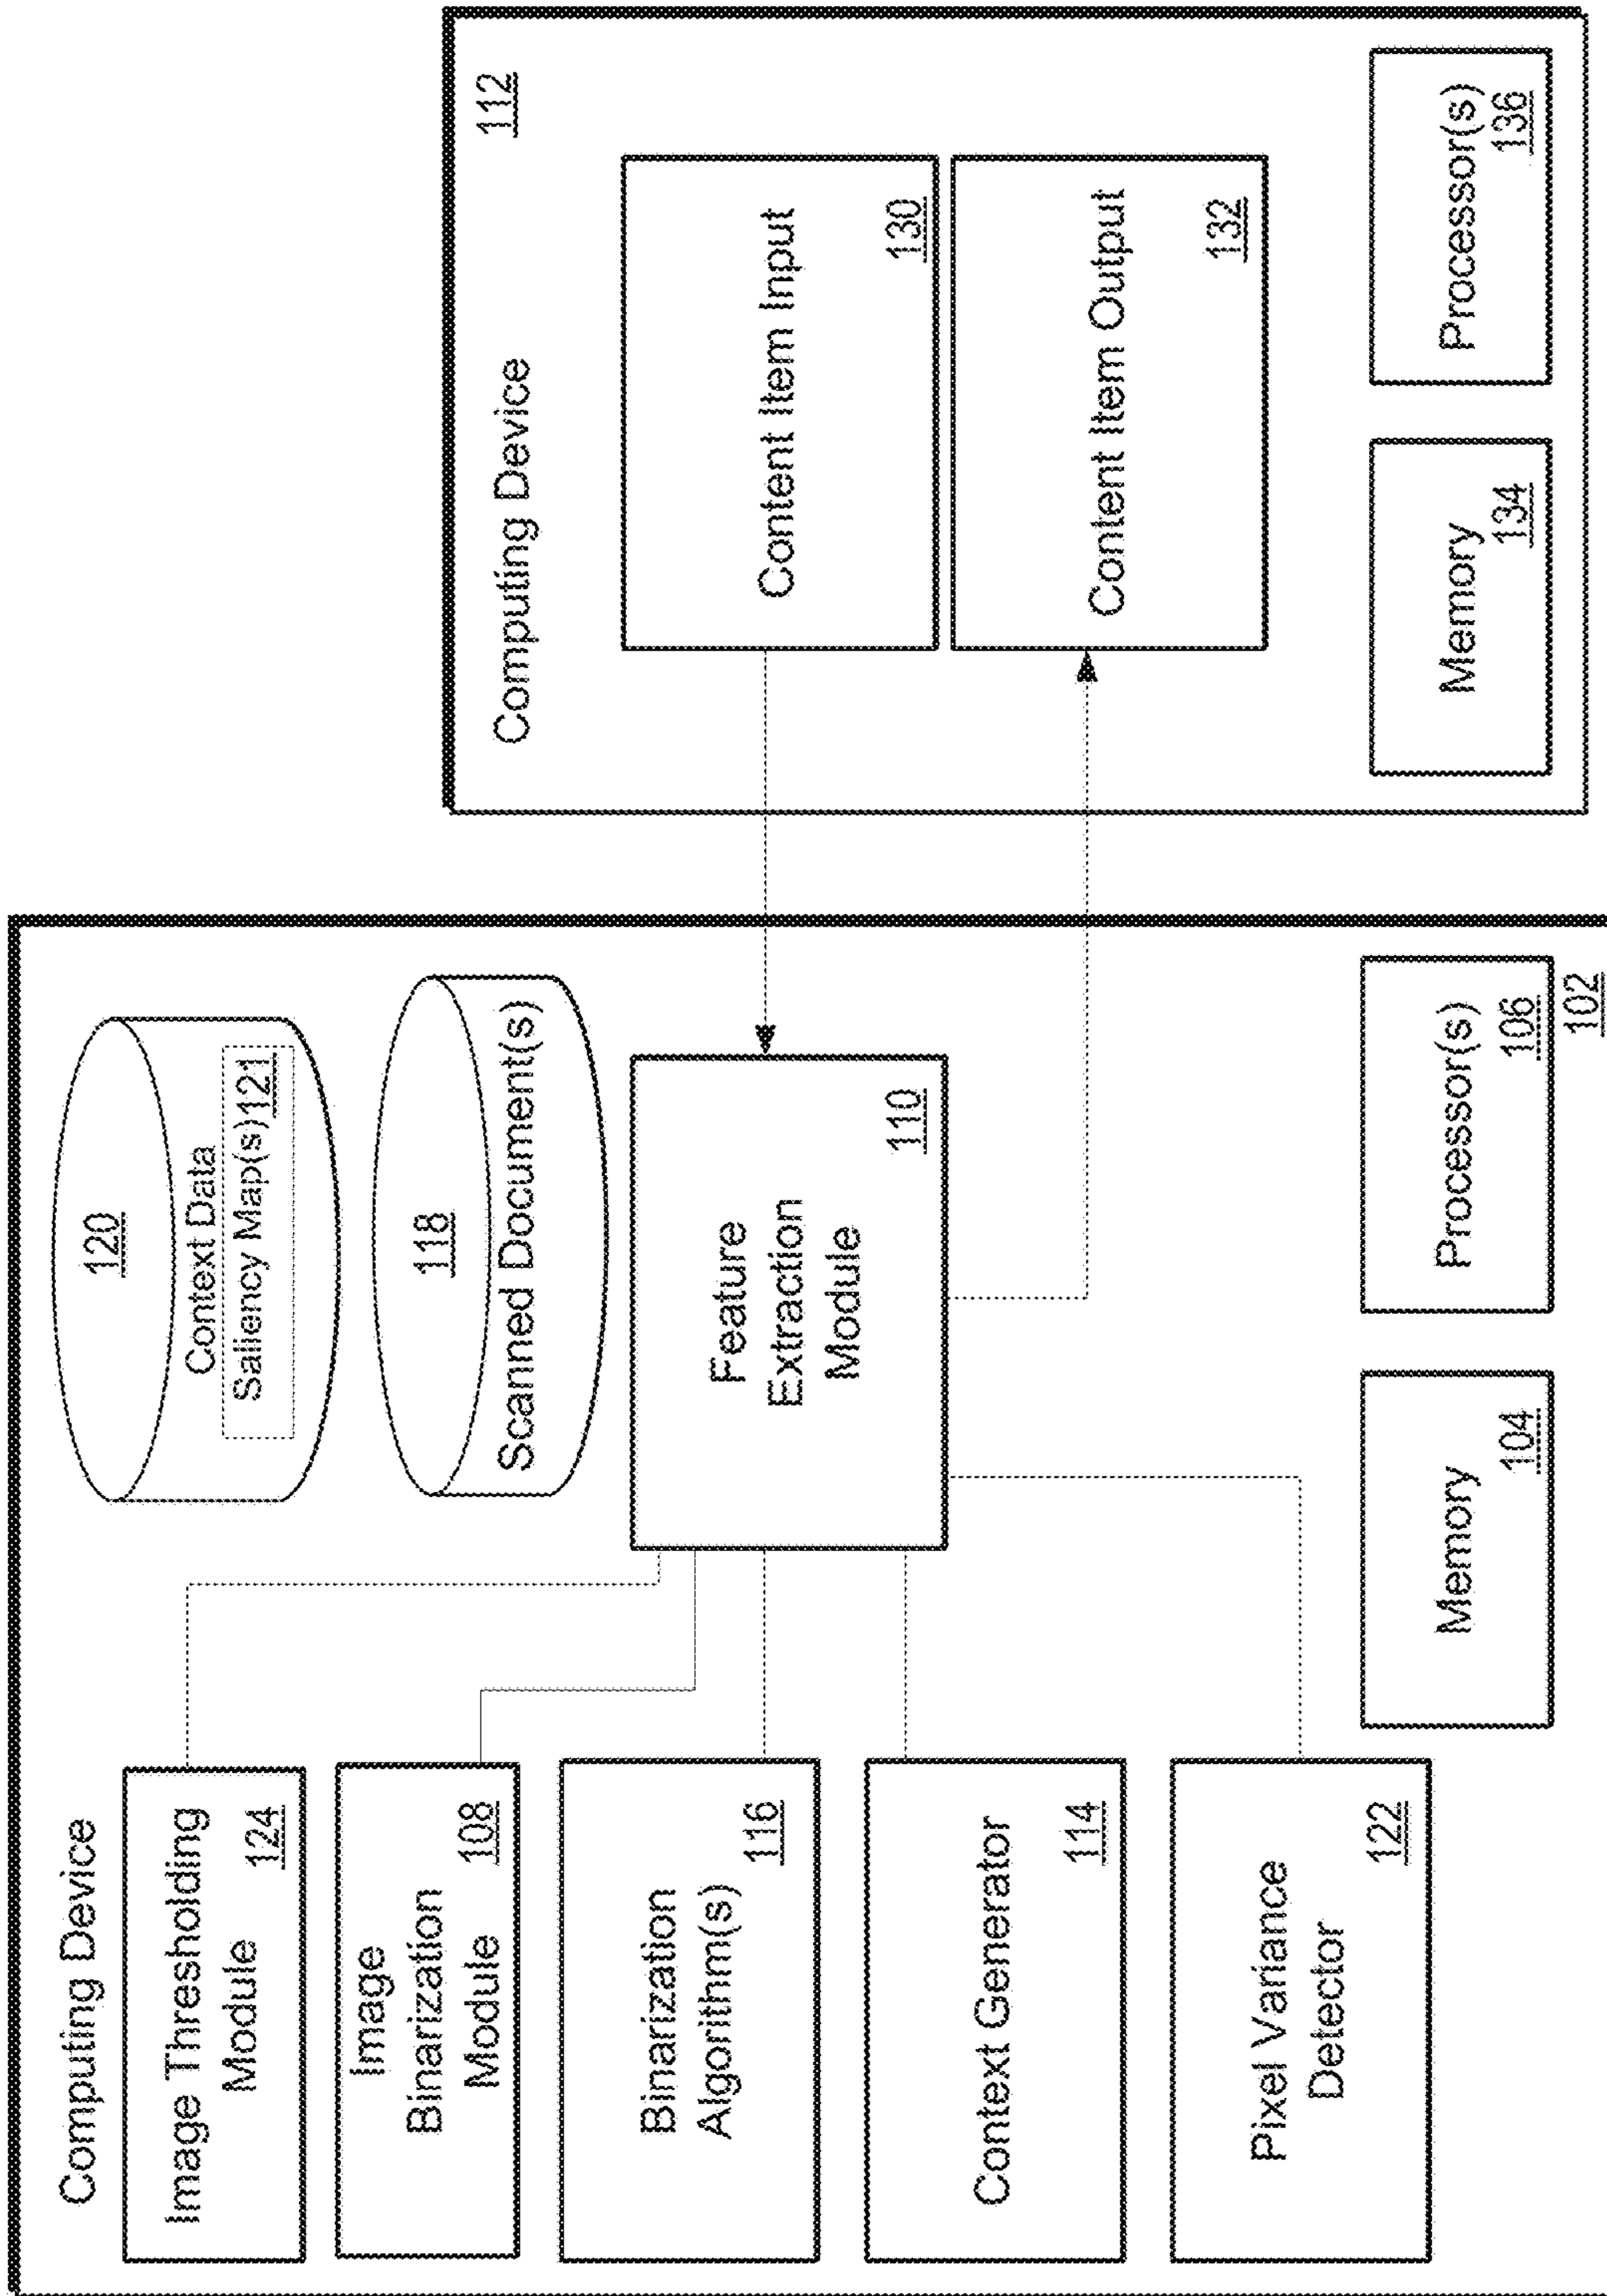 Computing Device
Image Thresholding
Module
124
Image
Binarization
Module
108
Binarization
Algorithm(s)
116
Context Generator
114
Pixel Variance
Detector
122
120
Context Data
Saliency Map(s)121
118
Scanned Document(s)
Feature
Extraction
Module
110
Memory
104
Processor(s)
106
102
Computing Device
112
Content Item Input
130
Content Item Output
132
Memory
134
Processor(s)
136